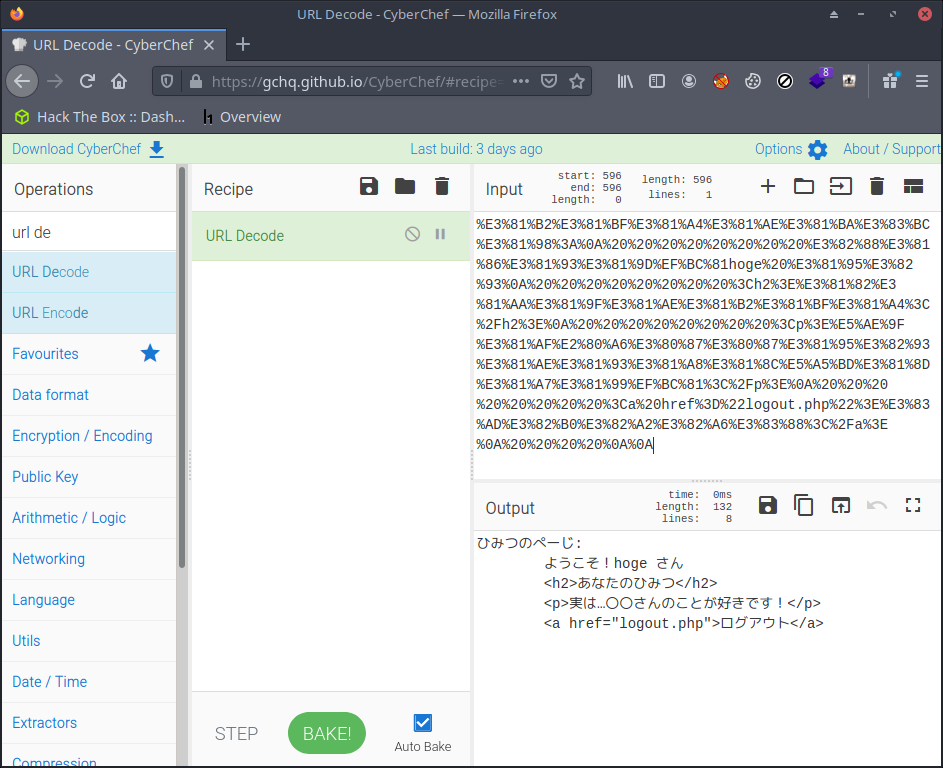 URL Decode - CyberChef — Mozilla Firefox
URL Decode - CyberChef
https://gchq.github.io/CyberChef/#recipe=
8
Hack The Box :: Dash...
Overview
Download CyberChef
Last build: 3 days ago
Options
About / Support
Operations
url de
URL Decode
URL Encode
Favourites
Data format
Encryption / Encoding
Public Key
Arithmetic / Logic
Networking
Language
Utils
Date / Time
Extractors
Compression
Recipe
URL Decode
STEP
BAKE!
Auto Bake
Input
start: 596
end: 596
length: 0
length: 596
lines: 1
%E3%81%B2%E3%81%BF%E3%81%A4%E3%81%AE%E3%81%BA%E3%83%BC
%E3%81%98%3A%0A%20%20%20%20%20%20%20%20%E3%82%88%E3%81
%86%E3%81%93%E3%81%9D%EF%BC%81hoge%20%E3%81%95%E3%82
%93%0A%20%20%20%20%20%20%20%20%3Ch2%3E%E3%81%82%E3
%81%AA%E3%81%9F%E3%81%AE%E3%81%B2%E3%81%BF%E3%81%A4%3C
%2Fh2%3E%0A%20%20%20%20%20%20%20%20%3Cp%3E%E5%AE%9F
%E3%81%AF%E2%80%A6%E3%80%87%E3%80%87%E3%81%95%E3%82%93
%E3%81%AE%E3%81%93%E3%81%A8%E3%81%8C%E5%A5%BD%E3%81%8D
%E3%81%A7%E3%81%99%EF%BC%81%3C%2Fp%3E%0A%20%20%20
%20%20%20%20%20%3Ca%20href%3D%22logout.php%22%3E%E3%83
%AD%E3%82%B0%E3%82%A2%E3%82%A6%E3%83%88%3C%2Fa%3E
%0A%20%20%20%20%0A%0A
Output
time: 0ms
length: 132
lines: 8
ひみつのぺーじ:
ようこそ！hoge さん
<h2>あなたのひみつ</h2>
<p>実は…〇〇さんのことが好きです！</p>
<a href="logout.php">ログアウト</a>